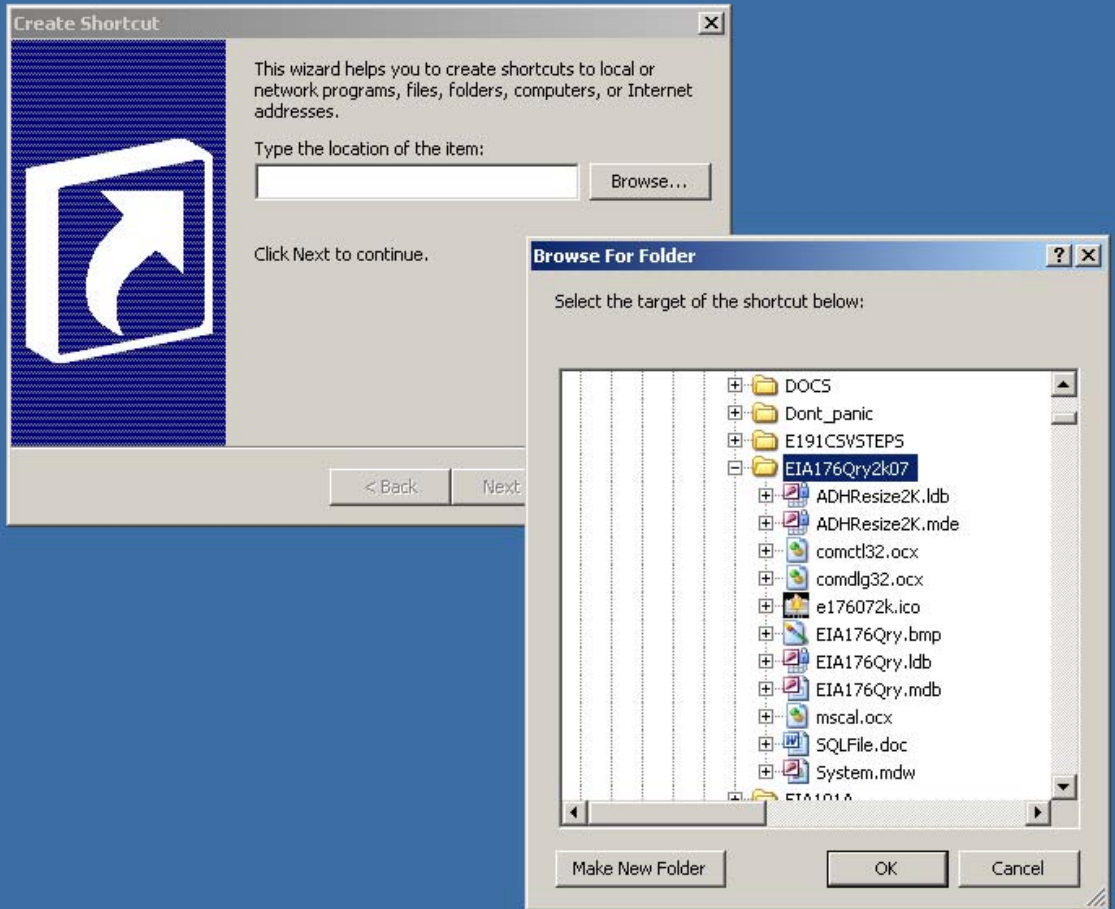 Create Shortcut
This wizard helps you to create shortcuts to local or
network programs, files, folders, computers, or Internet
addresses.
Type the location of the item:
Browse...
Click Next to continue.
< Back
Next
Browse For Folder
Select the target of the shortcut below:
DOCS
Dont_panic
E191CSVSTEPS
EIA176Qry2k07
ADHResize2K.ldb
ADHResize2K.mde
comctl32.ocx
comdlg32.ocx
e176072k.ico
EIA176Qry.bmp
EIA176Qry.ldb
EIA176Qry.mdb
mscal.ocx
SQLFile.doc
System.mdw
Make New Folder
OK
Cancel